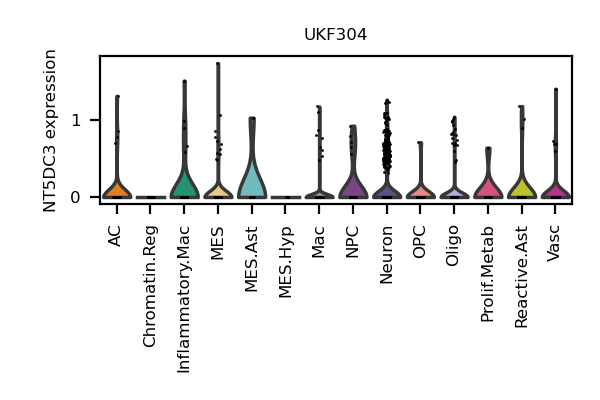 UKF304
NT5DC3 expression
1
0
AC
Chromatin.Reg
Inflammatory.Mac
MES
MES.Ast
MES.Hyp
Mac
NPC
Neuron
OPC
Oligo
Prolif.Metab
Reactive.Ast
Vasc